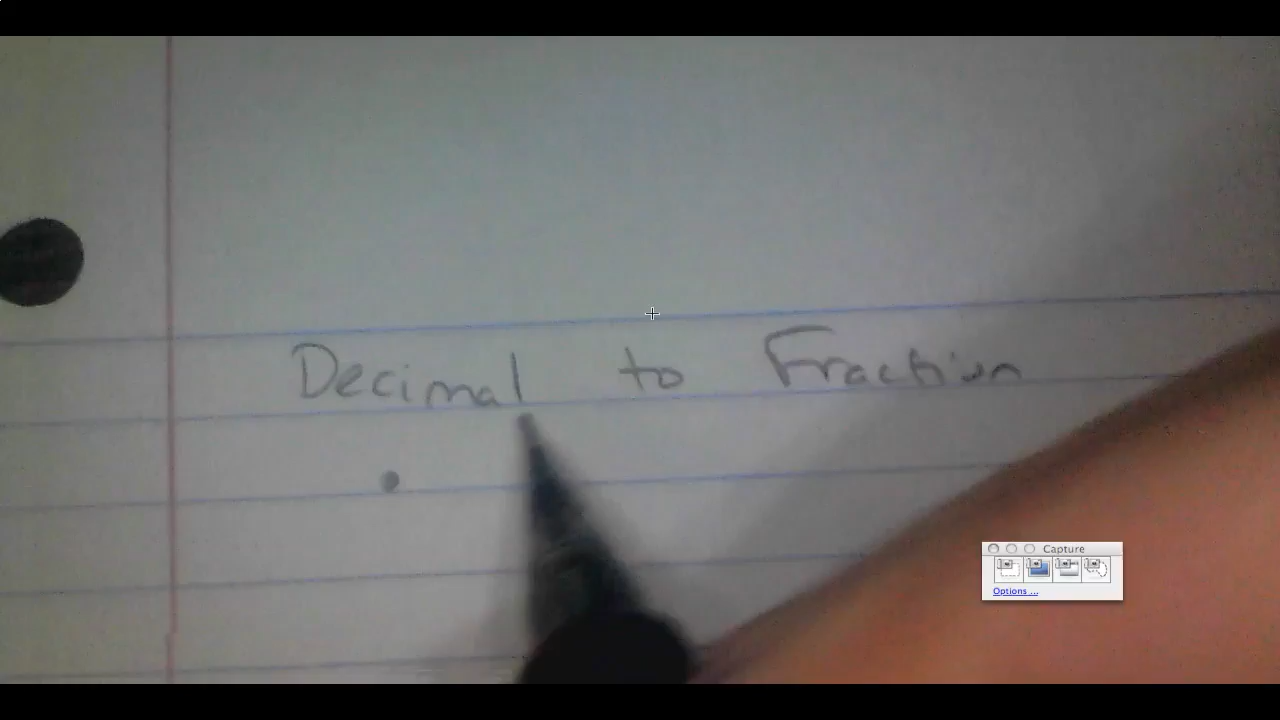 Decimal to Fraction
.
Capture
Options ...